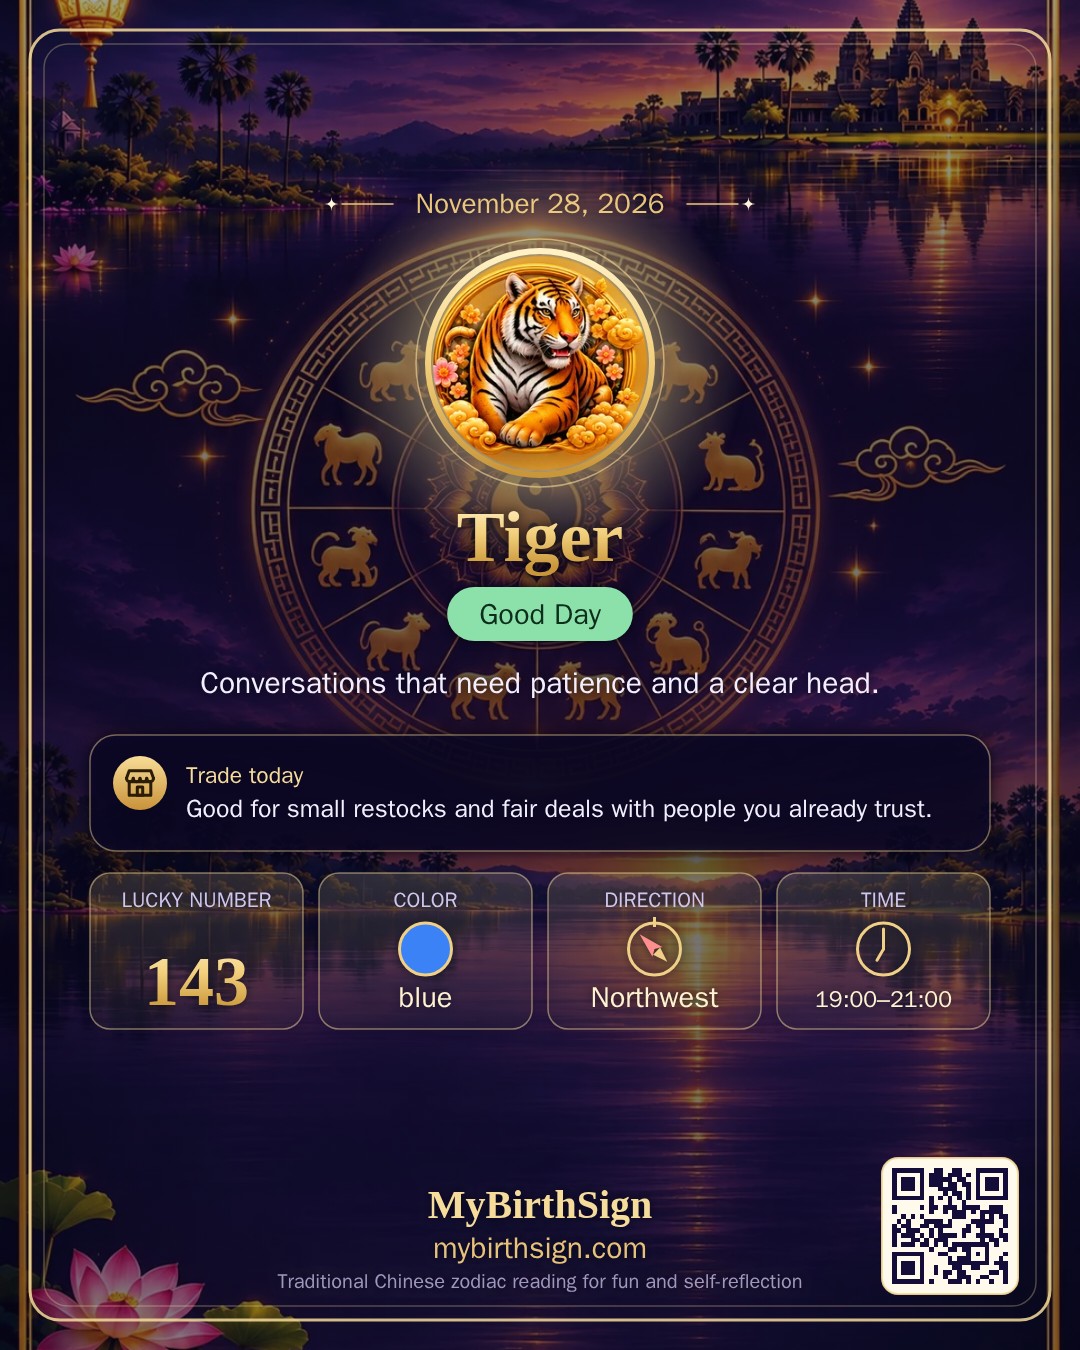 November 28, 2026
Tiger
Good Day
Conversations that need patience and a clear head.
Trade today
Good for small restocks and fair deals with people you already trust.
LUCKY NUMBER
143
COLOR
blue
DIRECTION
Northwest
TIME
19:00–21:00
MyBirthSign
mybirthsign.com
Traditional Chinese zodiac reading for fun and self-reflection